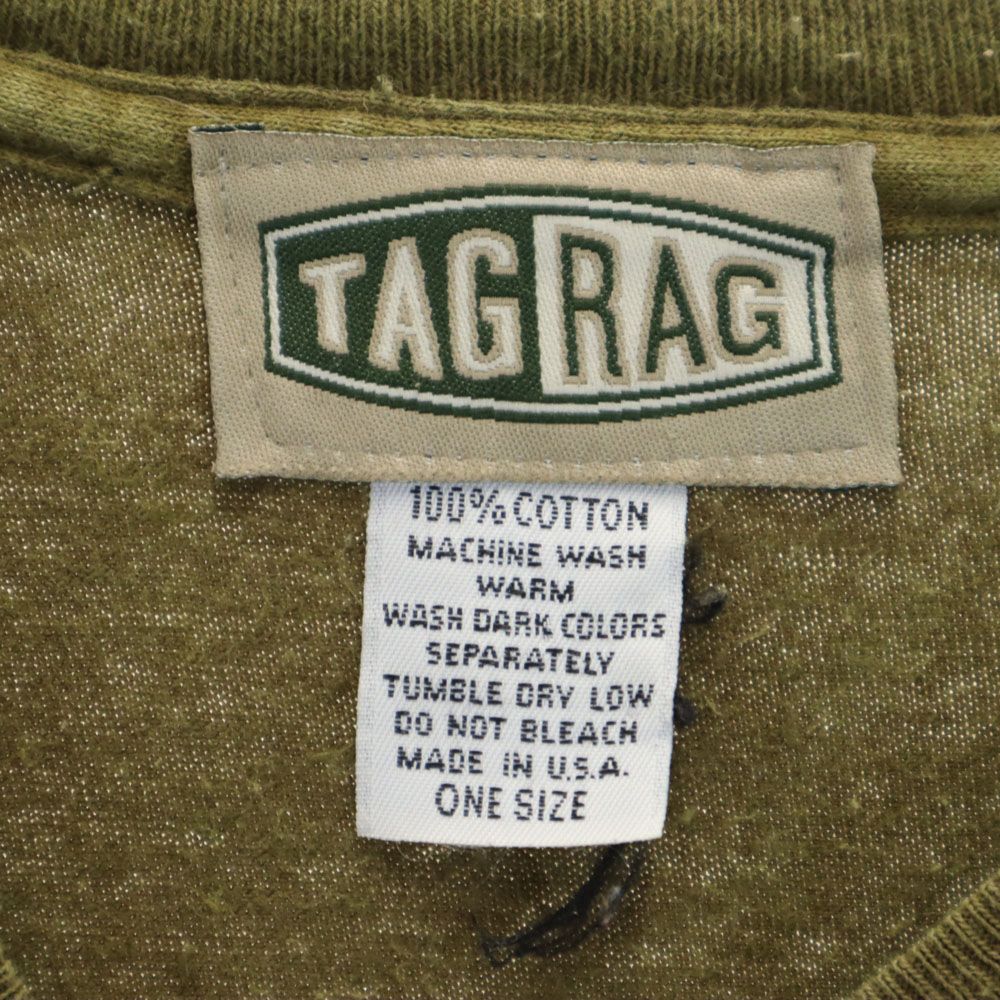 TAGRAG
100% COTTON
MACHINE WASH
WARM
WASH DARK COLORS
SEPARATELY
TUMBLE DRY LOW
DO NOT BLEACH
MADE IN U.S.A.
ONE SIZE